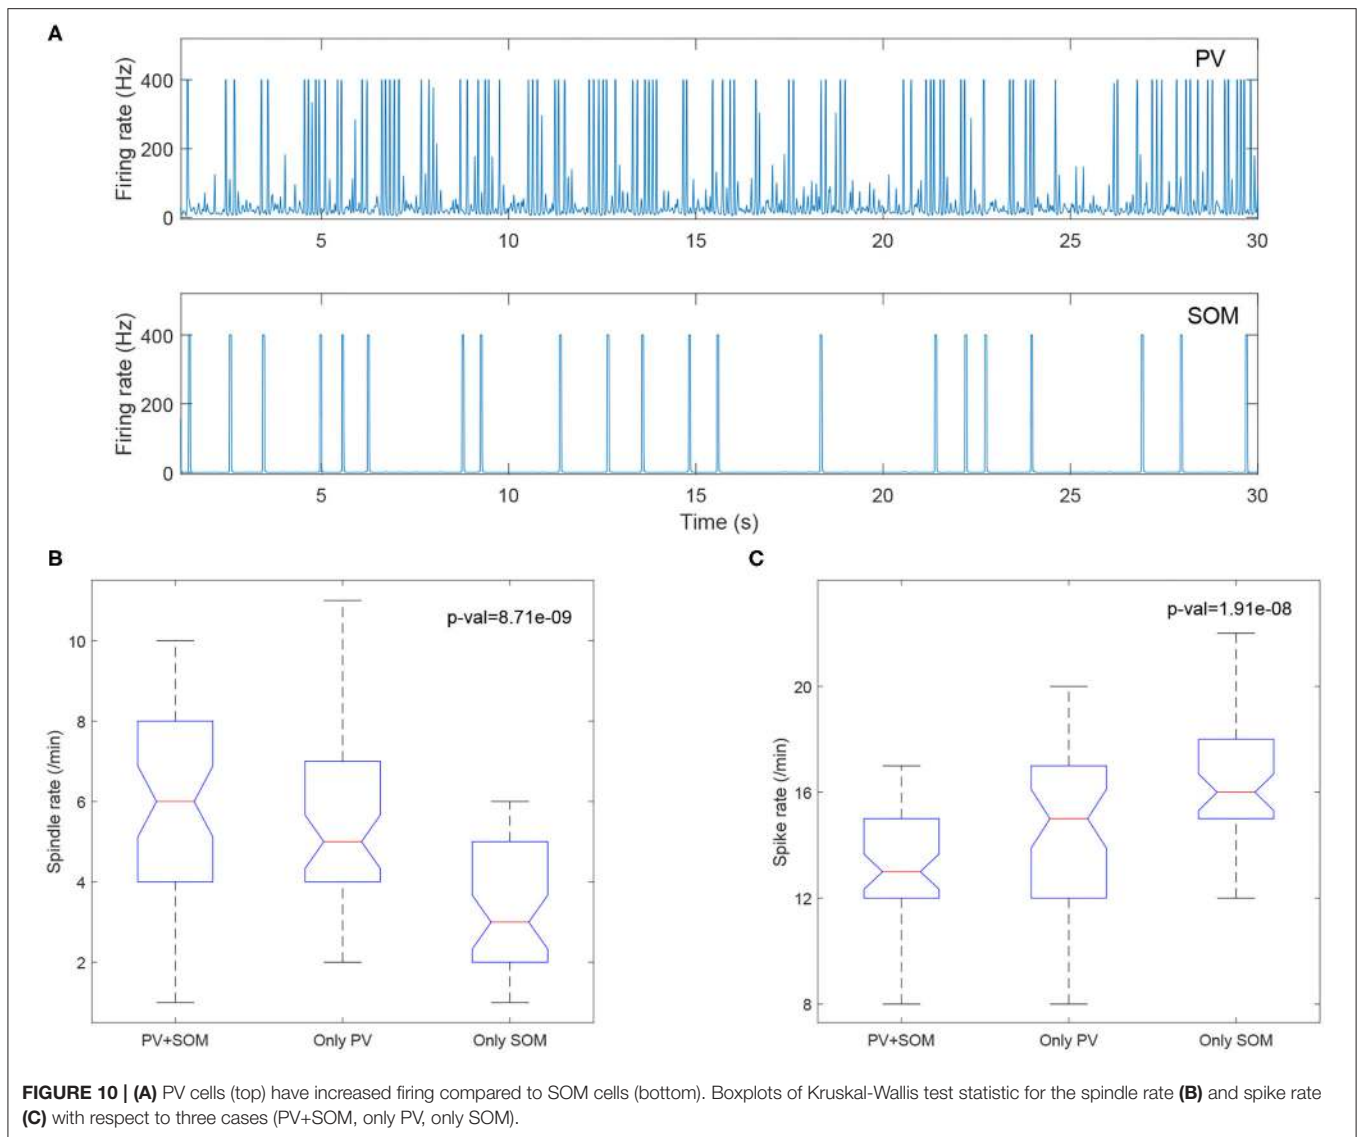 A
PV
Firing rate (Hz)
400
200
0
5 10 15 20 25 30
SOM
Firing rate (Hz)
400
200
0
5 10 15 20 25 30
Time (s)
B
p-val=8.71e-09
Spindle rate (/min)
10
8
6
4
2
PV+SOM Only PV Only SOM
C
p-val=1.91e-08
Spike rate (/min)
20
16
12
8
PV+SOM Only PV Only SOM
FIGURE 10 | (A) PV cells (top) have increased firing compared to SOM cells (bottom). Boxplots of Kruskal-Wallis test statistic for the spindle rate (B) and spike rate
(C) with respect to three cases (PV+SOM, only PV, only SOM).